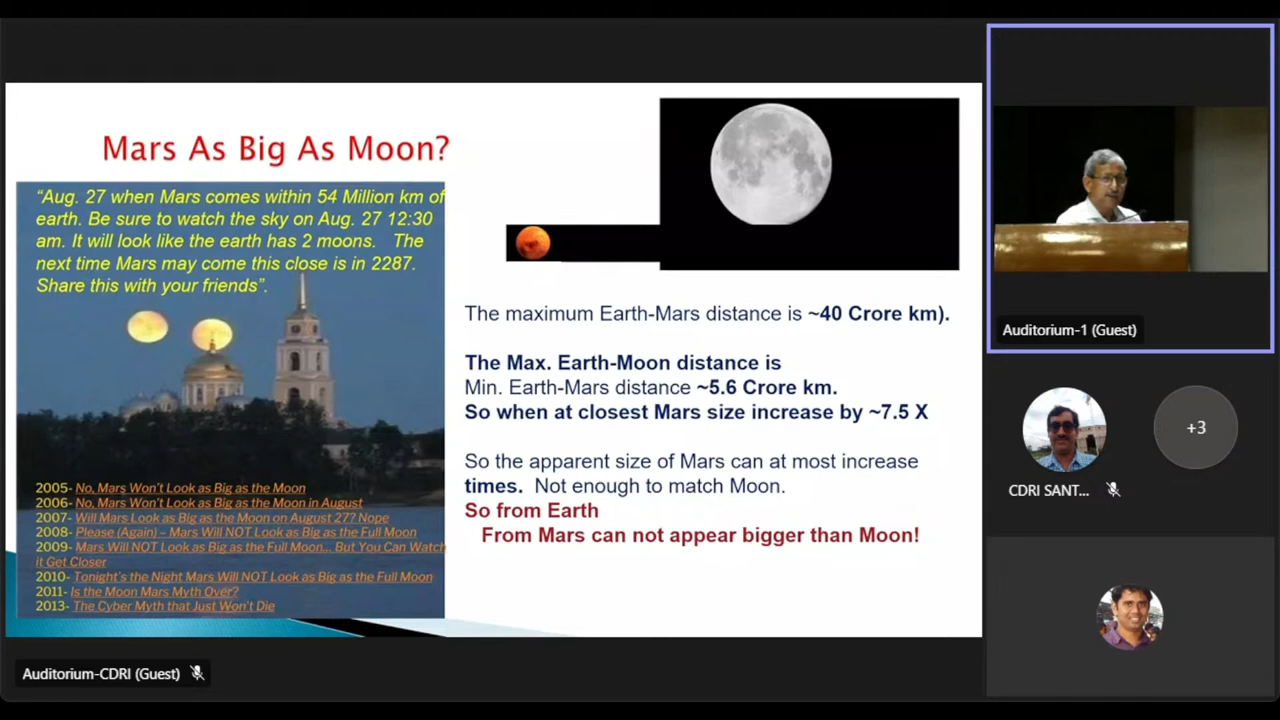 Mars As Big As Moon?
“Aug. 27 when Mars comes within 54 Million km of
earth. Be sure to watch the sky on Aug. 27 12:30
am. It will look like the earth has 2 moons. The
next time Mars may come this close is in 2287.
Share this with your friends”.
2005- No, Mars Won't Look as Big as the Moon
2006- No, Mars Won't Look as Big as the Moon in August
2007- Will Mars Look as Big as the Moon on August 27? Nope
2008- Please (Again) – Mars Will NOT Look as Big as the Full Moon
2009- Mars Will NOT Look as Big as the Full Moon... But You Can Watch
it Get Closer
2010- Tonight's the Night Mars Will NOT Look as Big as the Full Moon
2011- Is the Moon Mars Myth Over?
2013- The Cyber Myth that Just Won't Die
The maximum Earth-Mars distance is ~40 Crore km).
The Max. Earth-Moon distance is
Min. Earth-Mars distance ~5.6 Crore km.
So when at closest Mars size increase by ~7.5 X
So the apparent size of Mars can at most increase
times. Not enough to match Moon.
So from Earth
From Mars can not appear bigger than Moon!
Auditorium-1 (Guest)
+3
CDRI SANT...
Auditorium-CDRI (Guest)